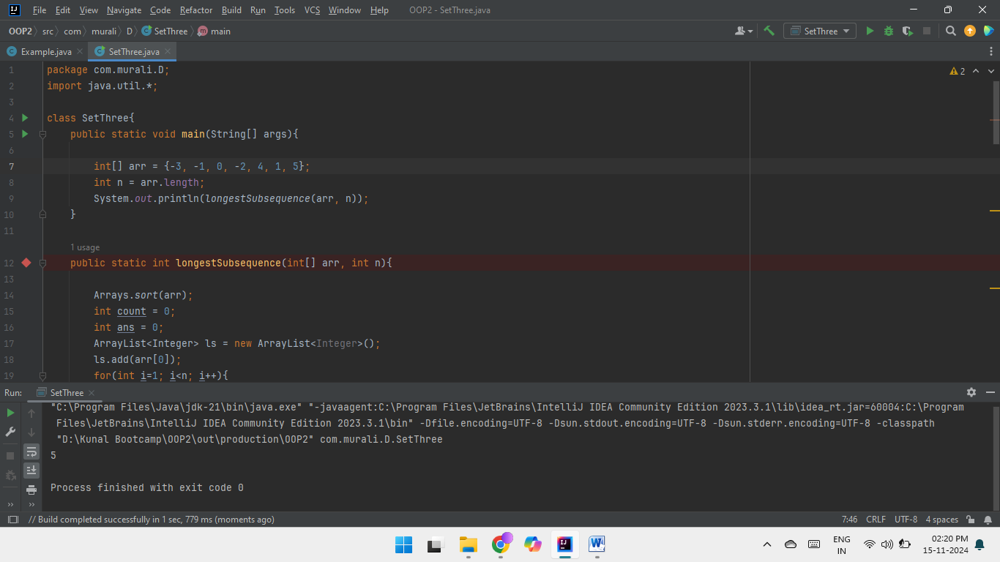 File Edit View Navigate Code Refactor Build Run Tools VCS Window Help OOP2 - SetThree.java
OOP2 src com murali D SetThree main SetThree
Example.java SetThree.java
1 package com.murali.D;
2 import java.util.*;
3
4 class SetThree{
5 public static void main(String[] args){
6
7 int[] arr = {-3, -1, 0, -2, 4, 1, 5};
8 int n = arr.length;
9 System.out.println(longestSubsequence(arr, n));
10 }
11
1 usage
12 public static int longestSubsequence(int[] arr, int n){
13
14 Arrays.sort(arr);
15 int count = 0;
16 int ans = 0;
17 ArrayList<Integer> ls = new ArrayList<Integer>();
18 ls.add(arr[0]);
19 for(int i=1; i<n; i++){
2
Run: SetThree
"C:\Program Files\Java\jdk-21\bin\java.exe" "-javaagent:C:\Program Files\JetBrains\IntelliJ IDEA Community Edition 2023.3.1\lib\idea_rt.jar=60004:C:\Program
Files\JetBrains\IntelliJ IDEA Community Edition 2023.3.1\bin" -Dfile.encoding=UTF-8 -Dsun.stdout.encoding=UTF-8 -Dsun.stderr.encoding=UTF-8 -classpath
"D:\Kunal Bootcamp\OOP2\out\production\OOP2" com.murali.D.SetThree
5
Process finished with exit code 0
// Build completed successfully in 1 sec, 779 ms (moments ago) 7:46 CRLF UTF-8 4 spaces
ENG
IN
02:20 PM
15-11-2024